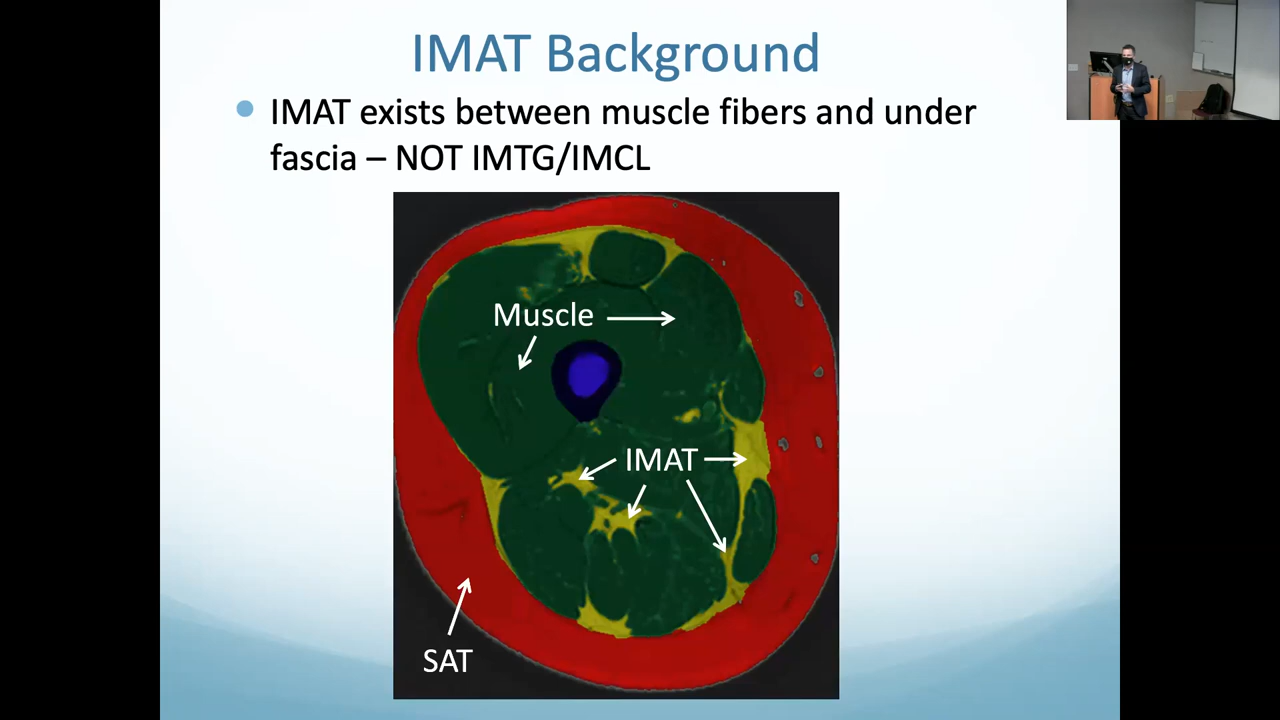 IMAT Background
IMAT exists between muscle fibers and under
fascia – NOT IMTG/IMCL
Muscle
IMAT
SAT